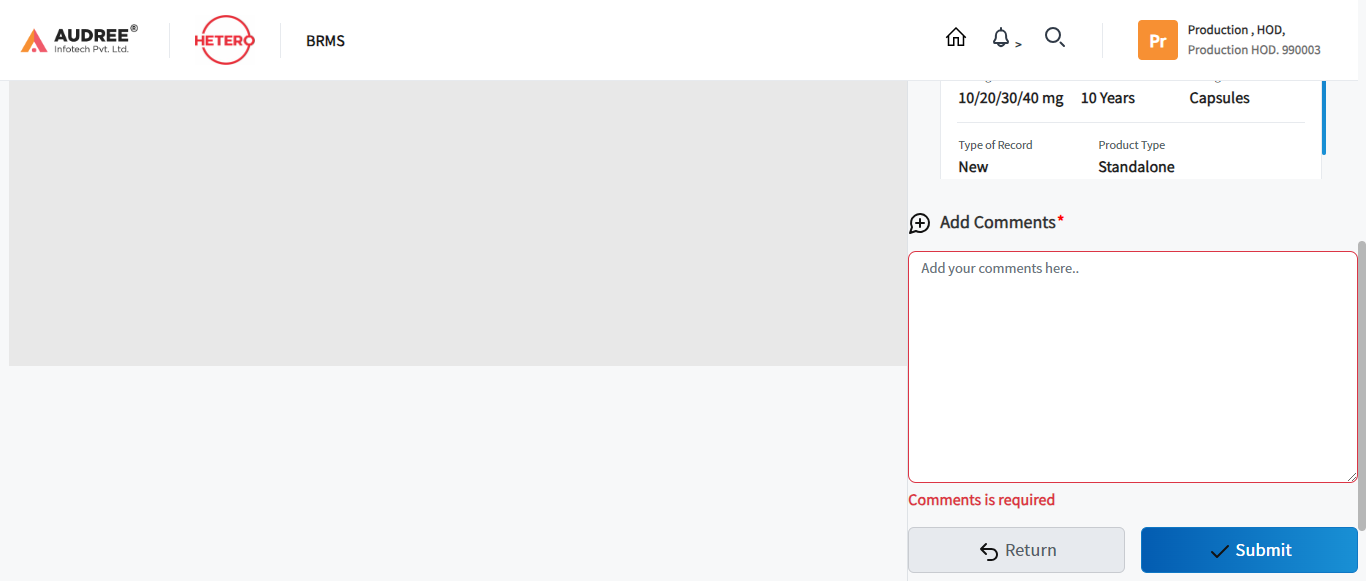 AUDREE®
Infotech Pvt. Ltd.
HETERO
BRMS
>
Pr
Production , HOD,
Production HOD. 990003
10/20/30/40 mg 10 Years Capsules
Type of Record Product Type
New Standalone
Add Comments*
Add your comments here..
Comments is required
Return Submit